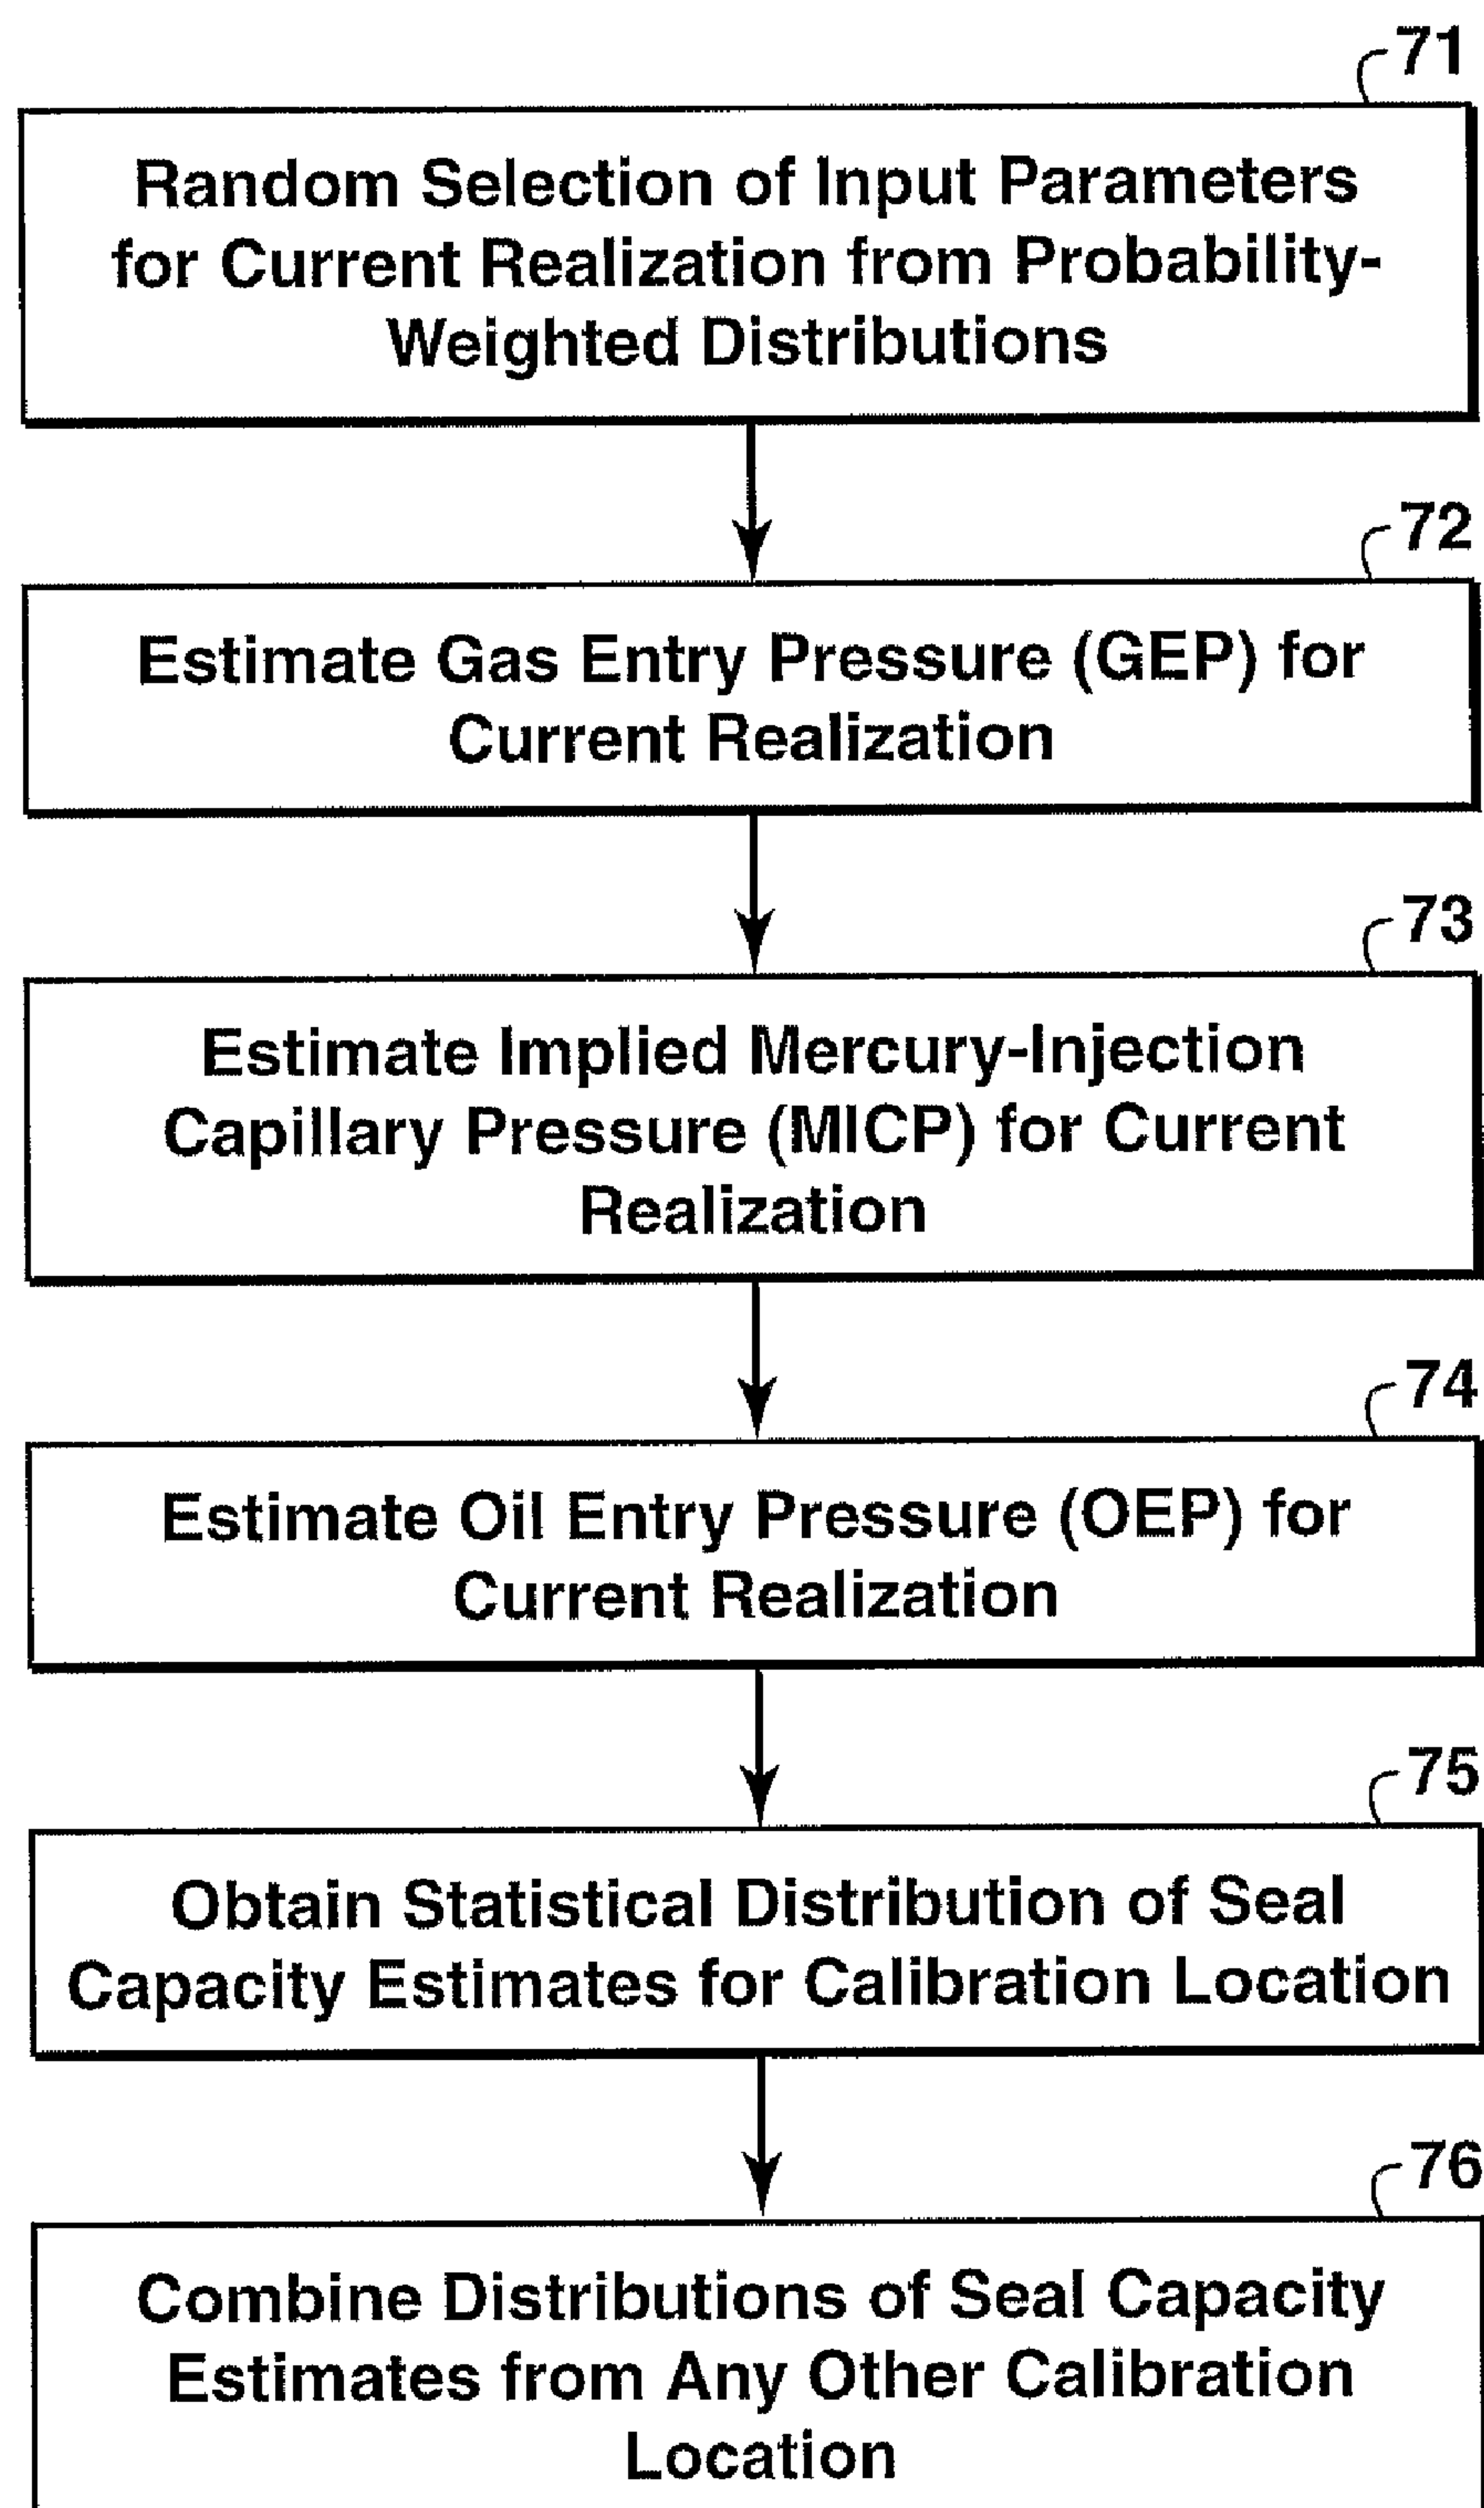 71
Random Selection of Input Parameters
for Current Realization from Probability-
Weighted Distributions
72
Estimate Gas Entry Pressure (GEP) for
Current Realization
73
Estimate Implied Mercury-Injection
Capillary Pressure (MICP) for Current
Realization
74
Estimate Oil Entry Pressure (OEP) for
Current Realization
75
Obtain Statistical Distribution of Seal
Capacity Estimates for Calibration Location
76
Combine Distributions of Seal Capacity
Estimates from Any Other Calibration
Location